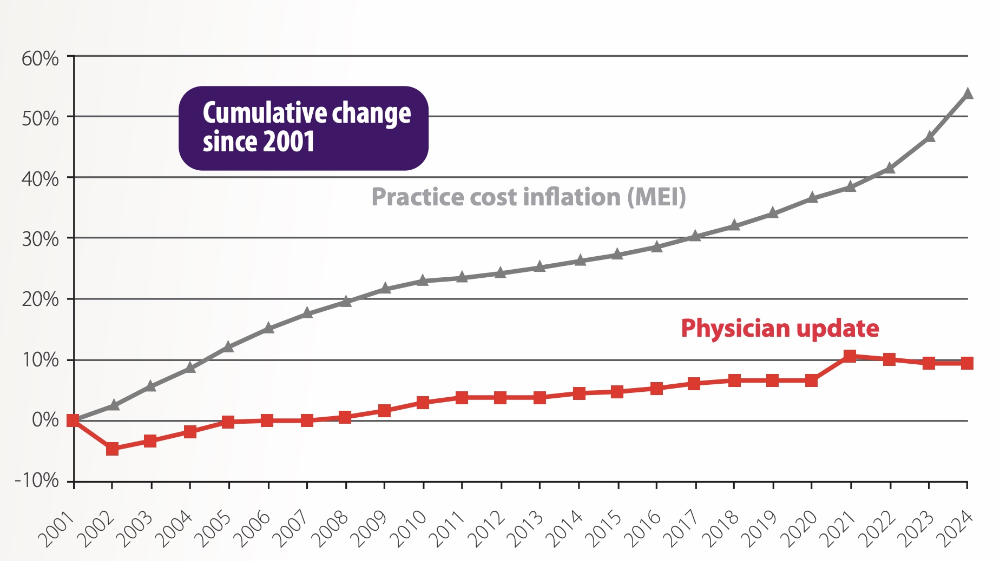 60%
Cumulative change
since 2001
50%
40%
Practice cost inflation (MEI)
30%
20%
Physician update
10%
0%
-10%
2001 2002 2003 2004 2005 2006 2007 2008 2009 2010 2011 2012 2013 2014 2015 2016 2017 2018 2019 2020 2021 2022 2023 2024